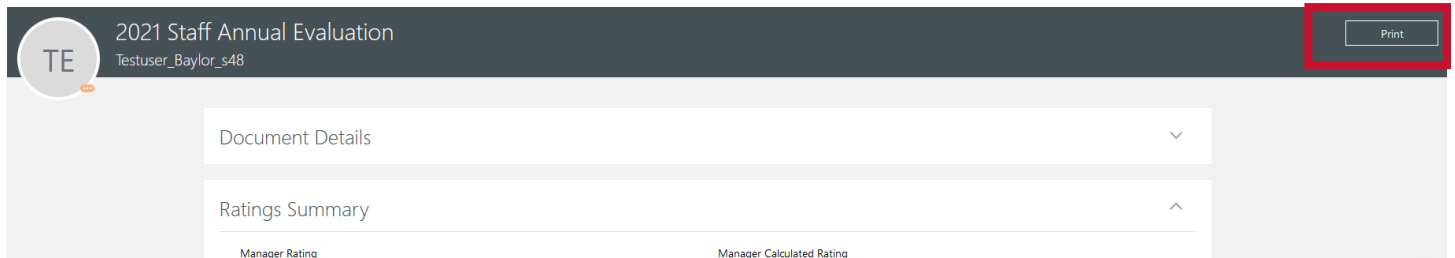 TE
2021 Staff Annual Evaluation
Testuser_Baylor_s48
Print
Document Details
Ratings Summary
Manager Rating
Manager Calculated Rating